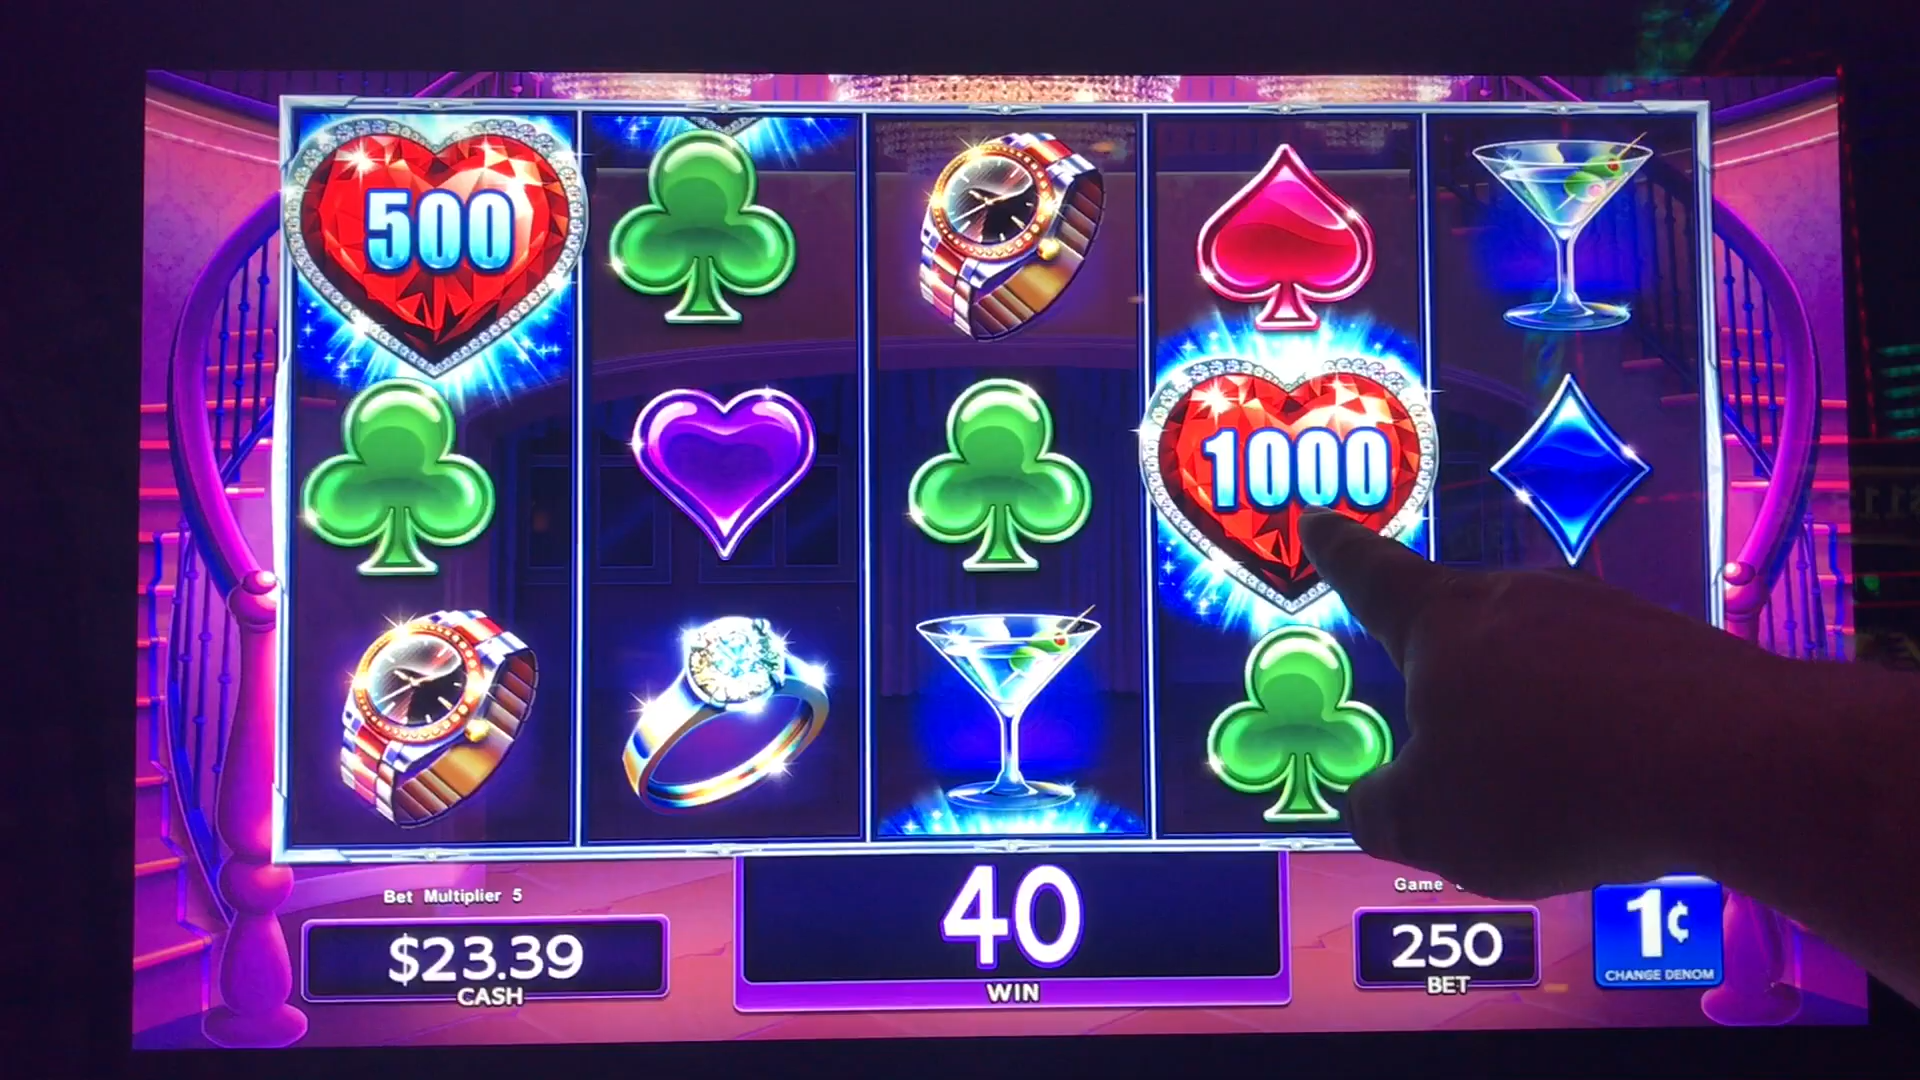 500
1000
Bet Multiplier 5
$23.39
CASH
40
WIN
Game
250
BET
1¢
CHANGE DENOM